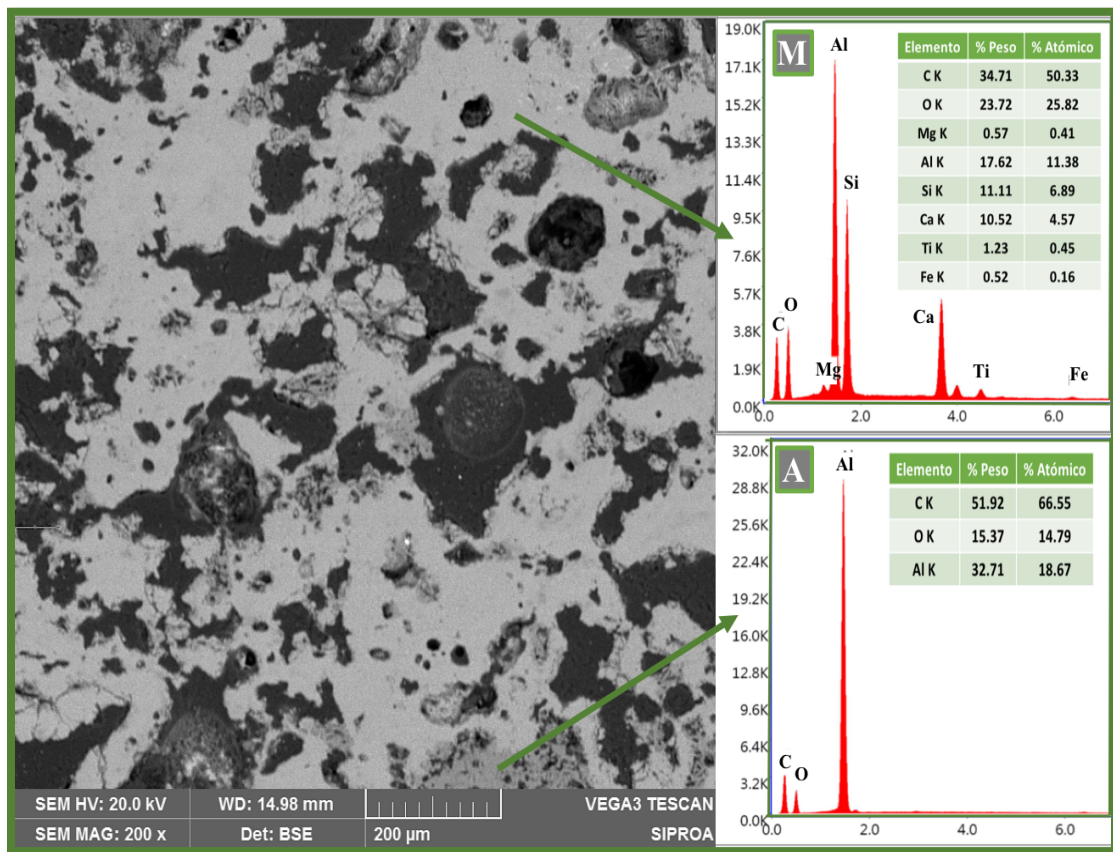 M
Al
Si
Ca
O
C
Mg
Ti
Fe
19.0K
17.1K
15.2K
13.3K
11.4K
9.5K
7.6K
5.7K
3.8K
1.9K
0.0K
0.0 2.0 4.0 6.0
Elemento % Peso % Atómico
C K 34.71 50.33
O K 23.72 25.82
Mg K 0.57 0.41
Al K 17.62 11.38
Si K 11.11 6.89
Ca K 10.52 4.57
Ti K 1.23 0.45
Fe K 0.52 0.16
A
Al
C
O
32.0K
28.8K
25.6K
22.4K
19.2K
16.0K
12.8K
9.6K
6.4K
3.2K
0.0K
0.0 2.0 4.0 6.0
Elemento % Peso % Atómico
C K 51.92 66.55
O K 15.37 14.79
Al K 32.71 18.67
SEM HV: 20.0 kV WD: 14.98 mm VEGA3 TESCAN
SEM MAG: 200 x Det: BSE 200 µm SIPROA